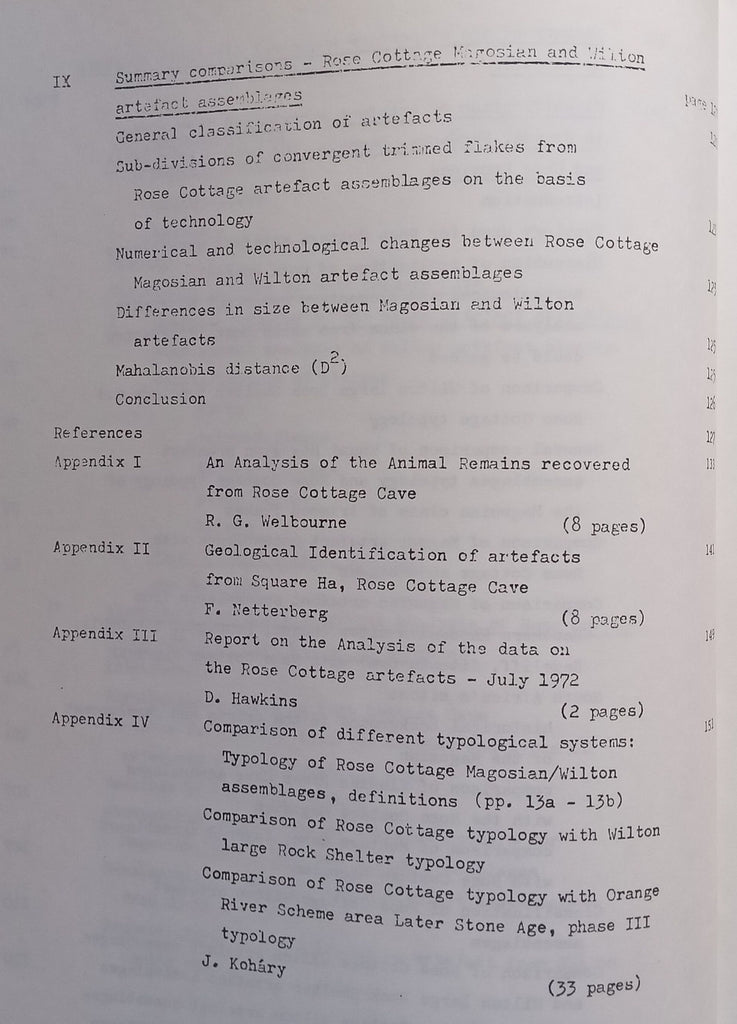 IX Summary comparisons - Rose Cottage Magosian and Wilton
artefact assemblages
General classification of artefacts
Sub-divisions of convergent trimmed flakes from
Rose Cottage artefact assemblages on the basis
of technology
Numerical and technological changes between Rose Cottage
Magosian and Wilton artefact assemblages
Differences in size between Magosian and Wilton
artefacts
Mahalanobis distance (D²)
Conclusion
References
Appendix I An Analysis of the Animal Remains recovered
from Rose Cottage Cave
R. G. Welbourne (8 pages)
Appendix II Geological Identification of artefacts
from Square Ha, Rose Cottage Cave
F. Netterberg (8 pages)
Appendix III Report on the Analysis of the data on
the Rose Cottage artefacts - July 1972
D. Hawkins (2 pages)
Appendix IV Comparison of different typological systems:
Typology of Rose Cottage Magosian/Wilton
assemblages, definitions (pp. 13a - 13b)
Comparison of Rose Cottage typology with Wilton
large Rock Shelter typology
Comparison of Rose Cottage typology with Orange
River Scheme area Later Stone Age, phase III
typology
J. Koháry (33 pages)